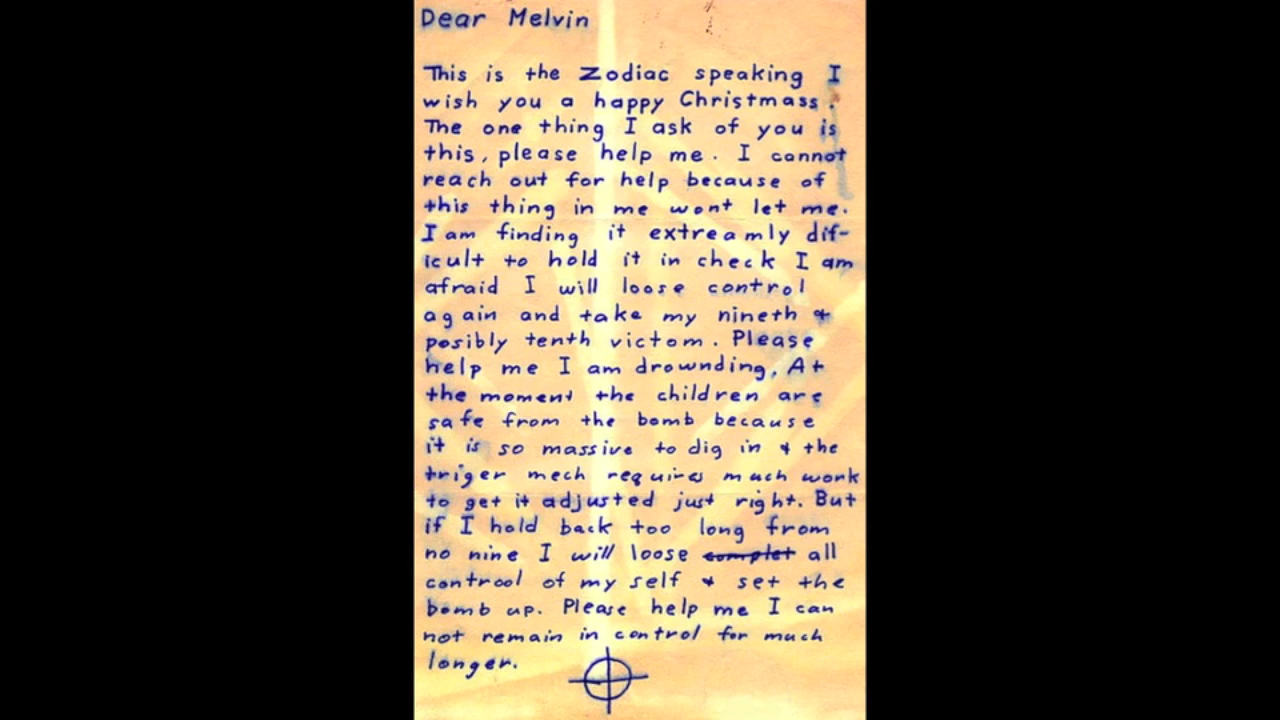 Dear Melvin
This is the Zodiac speaking I
wish you a happy Christmass.
The one thing I ask of you is
this, please help me. I cannot
reach out for help because of
this thing in me wont let me.
I am finding it extreamly dif-
icult to hold it in check I am
afraid I will loose control
again and take my nineth &
posibly tenth victom. Please
help me I am drownding. At
the moment the children are
safe from the bomb because
it is so massive to dig in & the
triger mech requires much work
to get it adjusted just right. But
if I hold back too long from
no nine I will loose complet all
controol of my self & set the
bomb up. Please help me I can
not remain in control for much
longer.